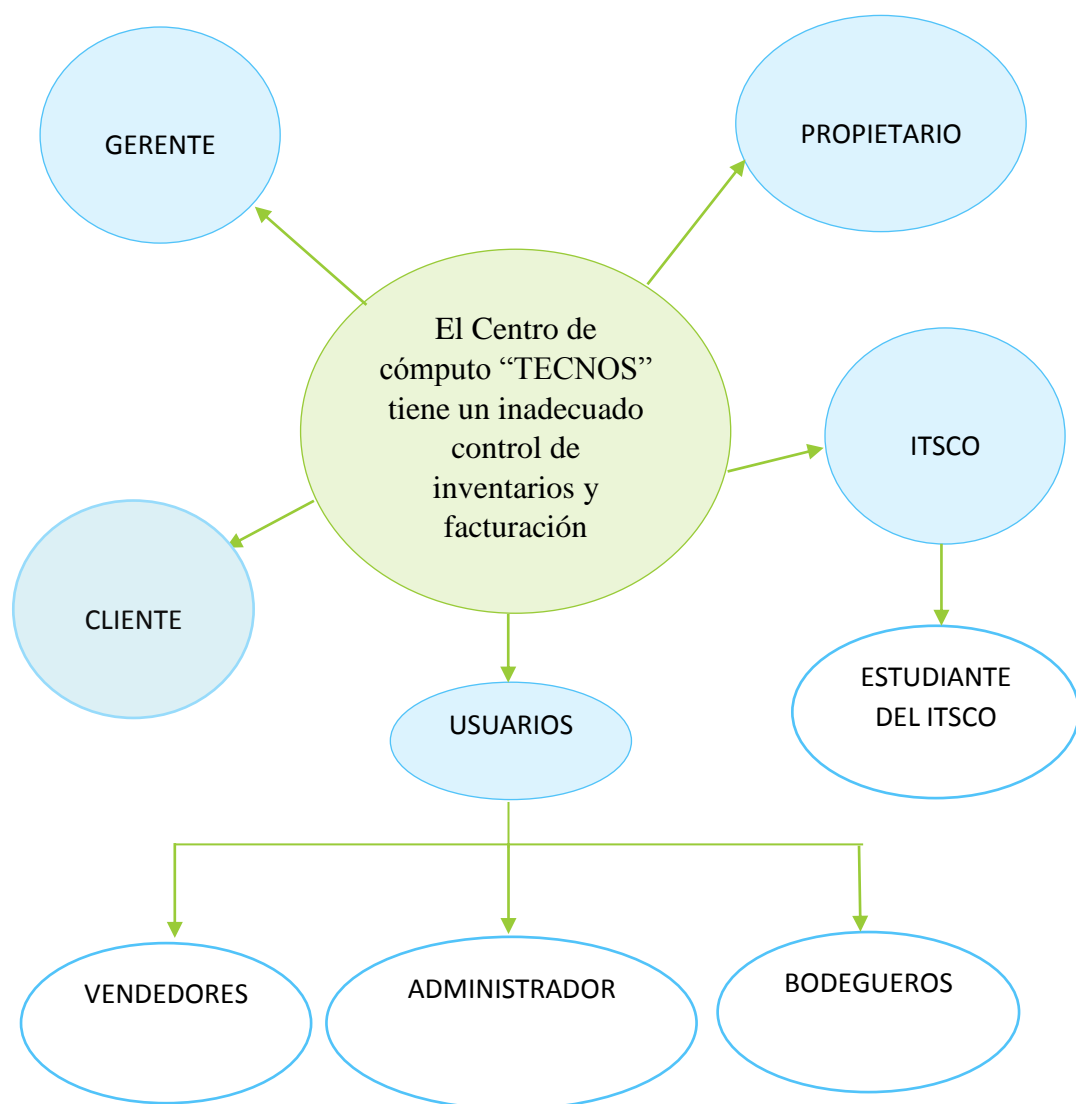 GERENTE
PROPIETARIO
El Centro de
cómputo “TECNOS”
tiene un inadecuado
control de
inventarios y
facturación
ITSCO
CLIENTE
ESTUDIANTE
DEL ITSCO
USUARIOS
VENDEDORES
ADMINISTRADOR
BODEGUEROS